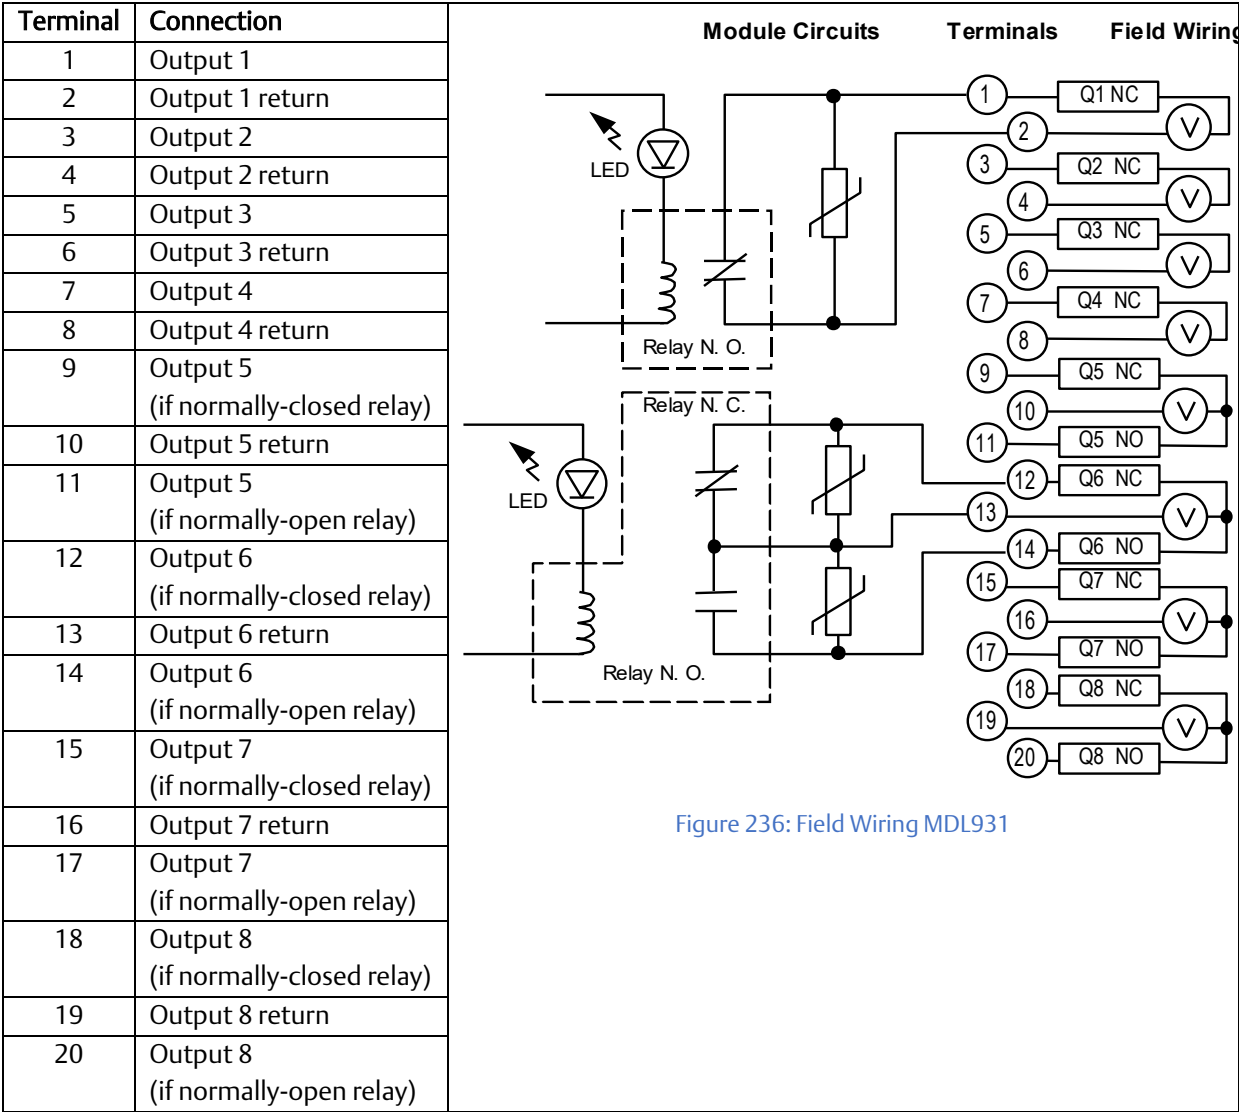 Terminal Connection
1 Output 1
2 Output 1 return
3 Output 2
4 Output 2 return
5 Output 3
6 Output 3 return
7 Output 4
8 Output 4 return
9 Output 5
(if normally-closed relay)
10 Output 5 return
11 Output 5
(if normally-open relay)
12 Output 6
(if normally-closed relay)
13 Output 6 return
14 Output 6
(if normally-open relay)
15 Output 7
(if normally-closed relay)
16 Output 7 return
17 Output 7
(if normally-open relay)
18 Output 8
(if normally-closed relay)
19 Output 8 return
20 Output 8
(if normally-open relay)
Module Circuits Terminals Field Wiring
LED
Relay N. O.
Relay N. C.
LED
Relay N. O.
1 Q1 NC
2 V
3 Q2 NC
4 V
5 Q3 NC
6 V
7 Q4 NC
8 V
9 Q5 NC
10 V
11 Q5 NO
12 Q6 NC
13 V
14 Q6 NO
15 Q7 NC
16 V
17 Q7 NO
18 Q8 NC
19 V
20 Q8 NO
Figure 236: Field Wiring MDL931